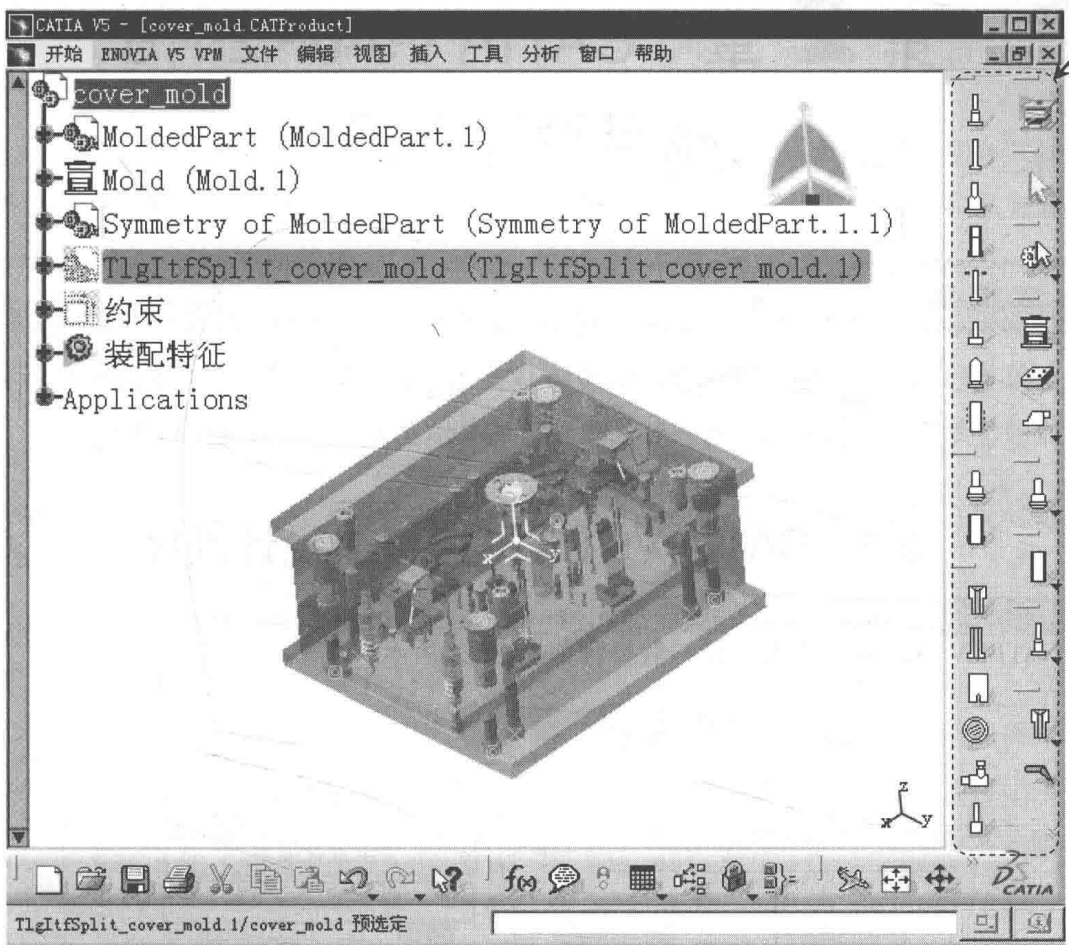 CATIA V5 - [cover_mold.CATProduct]
开始 ENOVIA V5 VPM 文件 编辑 视图 插入 工具 分析 窗口 帮助
cover_mold
MoldedPart (MoldedPart.1)
Mold (Mold.1)
Symmetry of MoldedPart (Symmetry of MoldedPart.1.1)
TlgItfSplit_cover_mold (TlgItfSplit_cover_mold.1)
约束
装配特征
Applications
x y
z
x y
f(x)
CATIA
TlgItfSplit_cover_mold.1/cover_mold 预选定